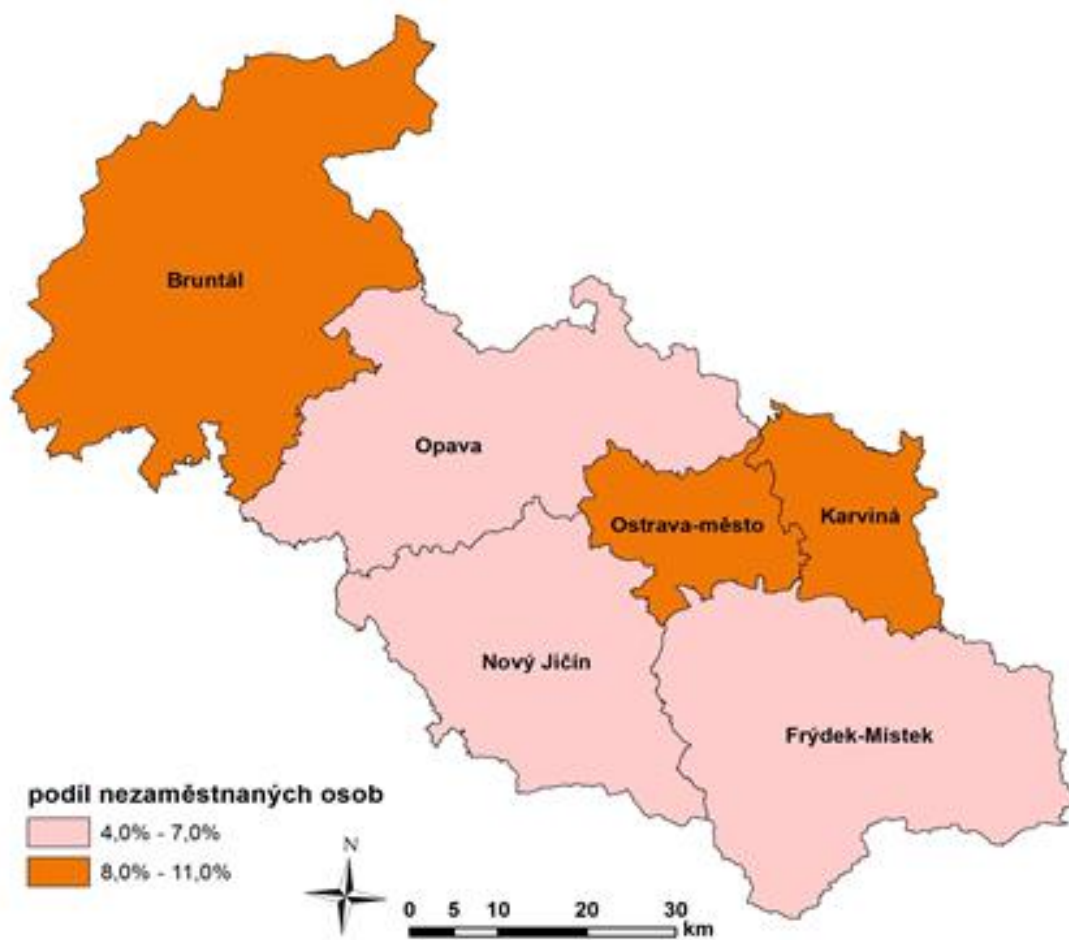 Bruntál
Opava
Ostrava-město
Karviná
Nový Jičín
Frýdek-Místek
podíl nezaměstnaných osob
4,0% - 7,0%
8,0% - 11,0%
N
0 5 10 20 30
km